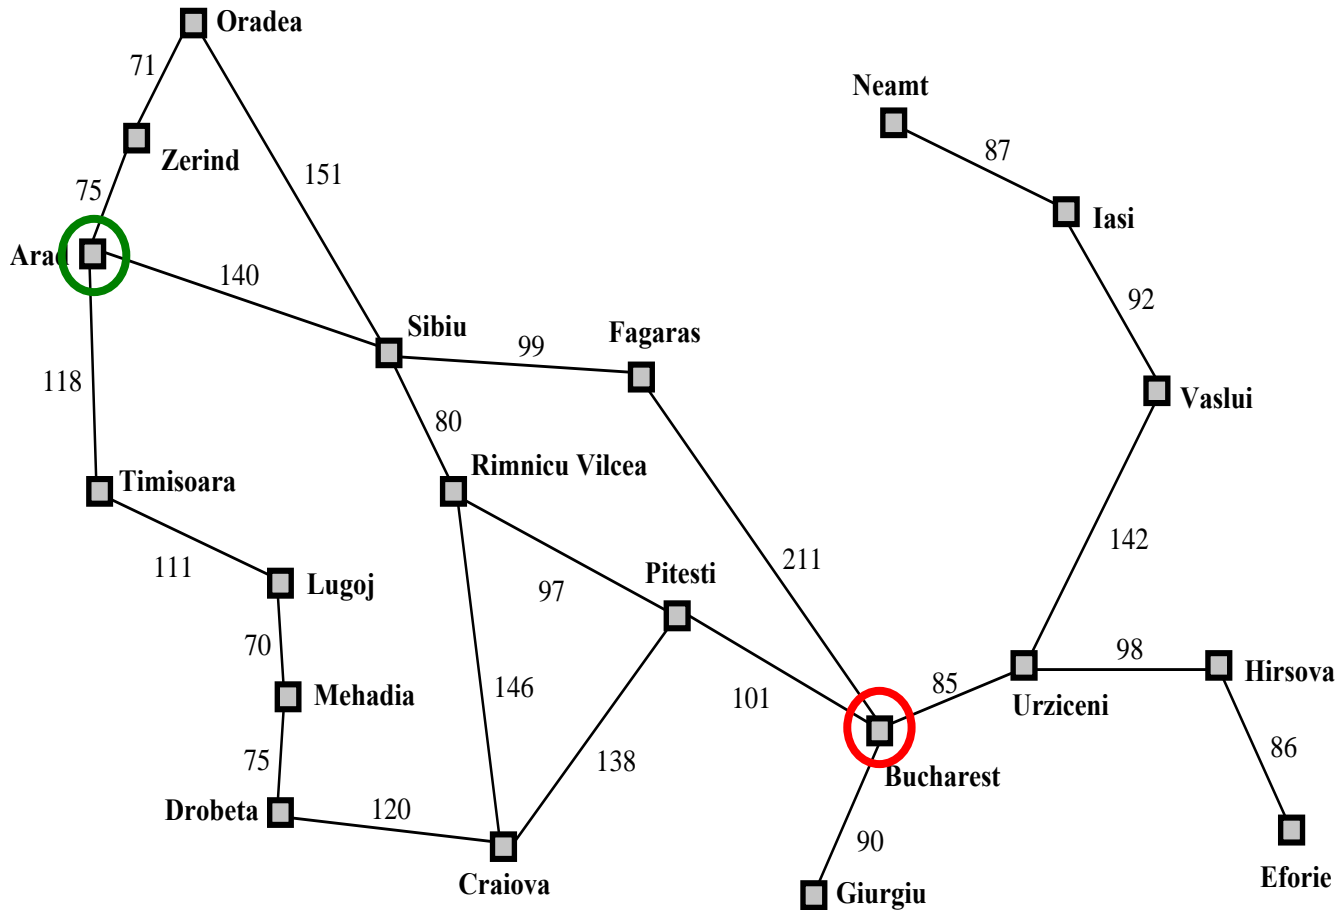 Oradea
71
Neamt
Zerind
87
151
75
Iasi
Arad
140
92
Sibiu
Fagaras
99
118
Vaslui
80
Rimnicu Vilcea
Timisoara
142
111
211
Pitesti
Lugoj
97
70
98
Hirsova
Mehadia
146
85
Urziceni
101
86
75
138
Bucharest
Drobeta
120
90
Craiova
Giurgiu
Eforie